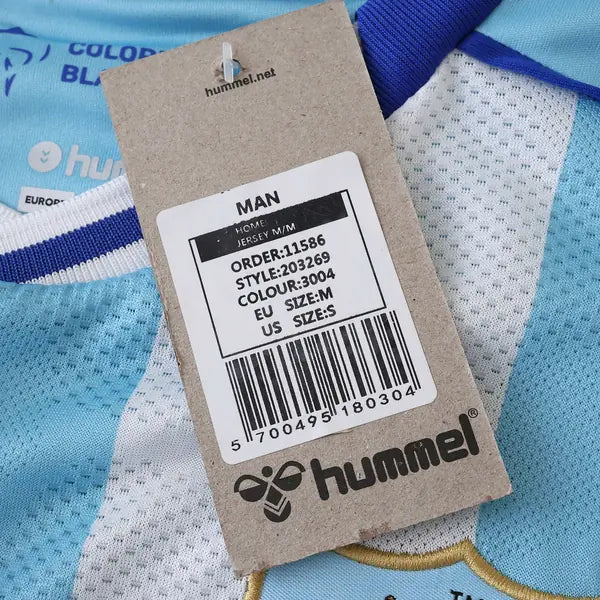 COLOR
BLA
hummel.net
hum
EUROP
MAN
HOME
JERSEY M/M
ORDER:11586
STYLE:203269
COLOUR:3004
EU SIZE:M
US SIZE:S
5 700495 180304
hummel®